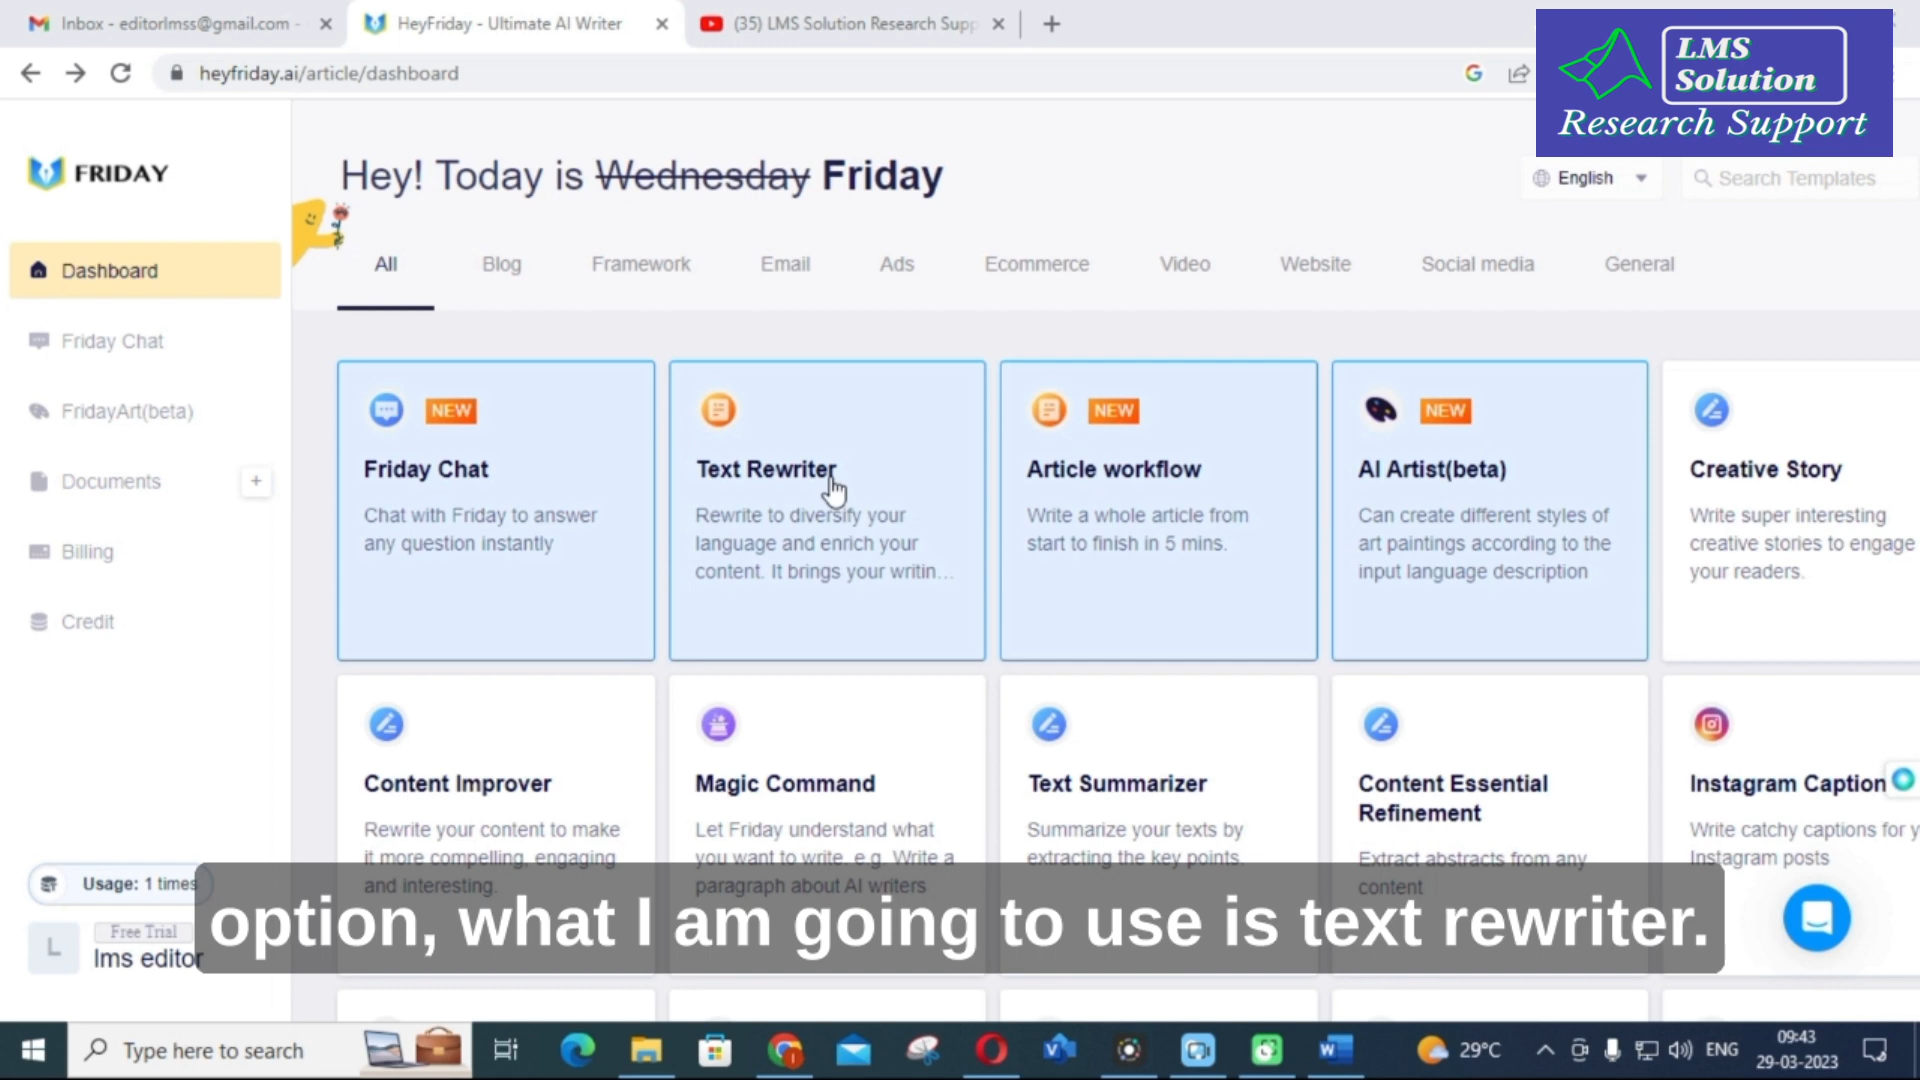 Inbox - editorlmss@gmail.com -
HeyFriday - Ultimate AI Writer
(35) LMS Solution Research Supp
heyfriday.ai/article/dashboard
LMS
Solution
Research Support
FRIDAY
Hey! Today is Wednesday Friday
English
Search Templates
Dashboard
Friday Chat
FridayArt(beta)
Documents
Billing
Credit
All
Blog
Framework
Email
Ads
Ecommerce
Video
Website
Social media
General
NEW
Friday Chat
Chat with Friday to answer
any question instantly
Text Rewriter
Rewrite to diversify your
language and enrich your
content. It brings your writin...
NEW
Article workflow
Write a whole article from
start to finish in 5 mins.
NEW
AI Artist(beta)
Can create different styles of
art paintings according to the
input language description
Creative Story
Write super interesting
creative stories to engage
your readers.
Content Improver
Rewrite your content to make
it more compelling, engaging
and interesting.
Magic Command
Let Friday understand what
you want to write. e.g. Write a
paragraph about AI writers
Text Summarizer
Summarize your texts by
extracting the key points.
Content Essential
Refinement
Extract abstracts from any
content
Instagram Caption
Write catchy captions for y
Instagram posts
Usage: 1 times
L
Free Trial
lms editor
option, what I am going to use is text rewriter.
Type here to search
29°C
ENG
09:43
29-03-2023